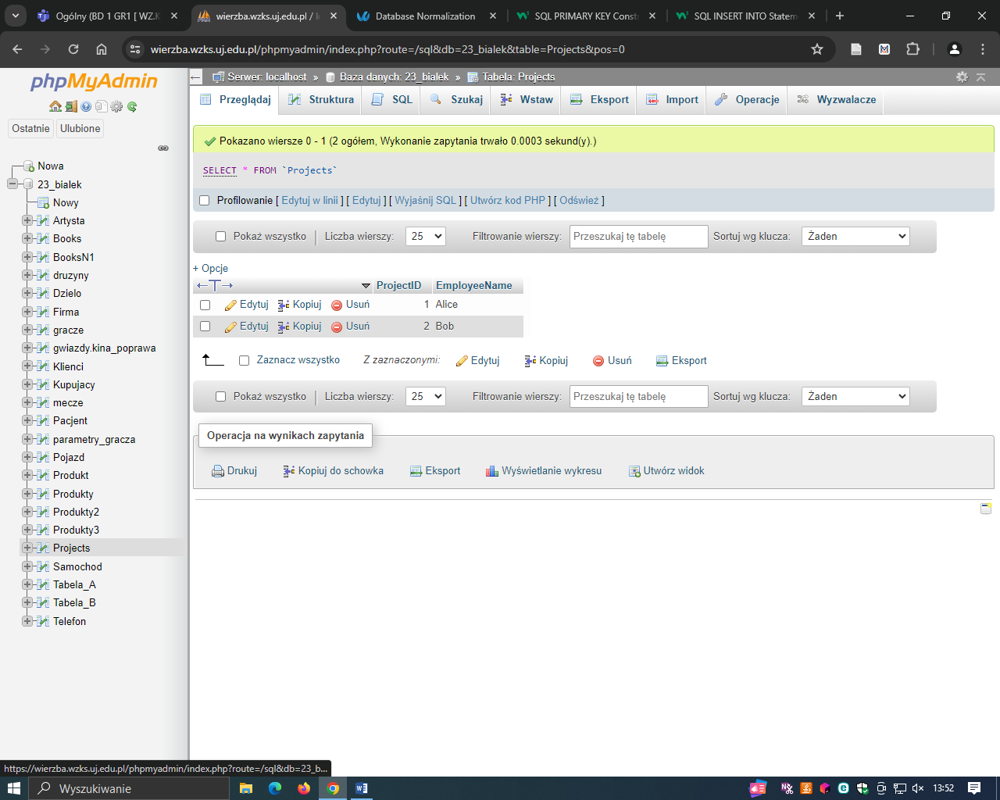 Ogólny (BD 1 GR1 [ WZ.K
wierzba.wzks.uj.edu.pl / l
Database Normalization
SQL PRIMARY KEY Const
SQL INSERT INTO Statem
wierzba.wzks.uj.edu.pl/phpmyadmin/index.php?route=/sql&db=23_bialek&table=Projects&pos=0
phpMyAdmin
Ostatnie Ulubione
Nowa
23_bialek
Nowy
Artysta
Books
BooksN1
druzyny
Dzielo
Firma
gracze
gwiazdy.kina_poprawa
Klienci
Kupujacy
mecze
Pacjent
parametry_gracza
Pojazd
Produkt
Produkty
Produkty2
Produkty3
Projects
Samochod
Tabela_A
Tabela_B
Telefon
Serwer: localhost » Baza danych: 23_bialek » Tabela: Projects
Przeglądaj Struktura SQL Szukaj Wstaw Eksport Import Operacje Wyzwalacze
Pokazano wiersze 0 - 1 (2 ogółem, Wykonanie zapytania trwało 0.0003 sekund(y).)
SELECT * FROM `Projects`
Profilowanie [ Edytuj w linii ] [ Edytuj ] [ Wyjaśnij SQL ] [ Utwórz kod PHP ] [ Odśwież ]
Pokaż wszystko Liczba wierszy: 25 Filtrowanie wierszy: Przeszukaj tę tabelę Sortuj wg klucza: Żaden
+ Opcje
ProjectID EmployeeName
Edytuj Kopiuj Usuń 1 Alice
Edytuj Kopiuj Usuń 2 Bob
Zaznacz wszystko Z zaznaczonymi: Edytuj Kopiuj Usuń Eksport
Pokaż wszystko Liczba wierszy: 25 Filtrowanie wierszy: Przeszukaj tę tabelę Sortuj wg klucza: Żaden
Operacja na wynikach zapytania
Drukuj Kopiuj do schowka Eksport Wyświetlanie wykresu Utwórz widok
https://wierzba.wzks.uj.edu.pl/phpmyadmin/index.php?route=/sql&db=23_b...
Wyszukiwanie
13:52